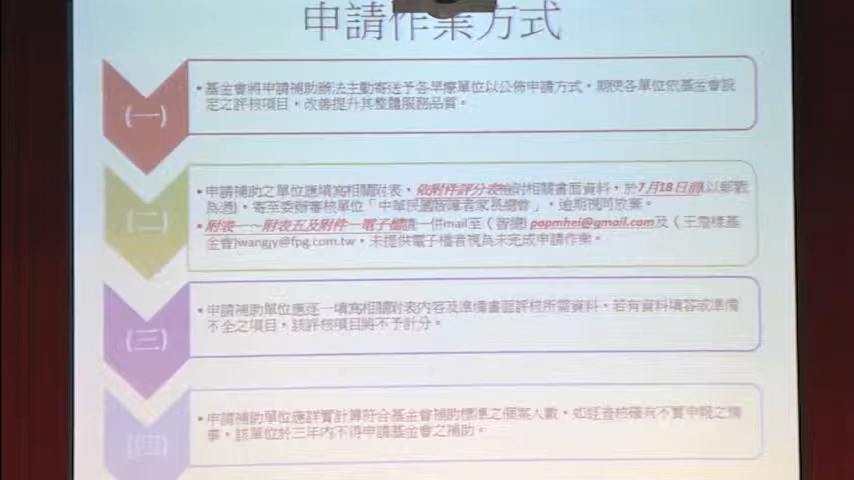 申請作業方式
(一)
•基金會將申請補助辦法主動寄送予各早療單位以公佈申請方式，期使各單位依基金會設
定之評核項目，改善提升其整體服務品質。
(二)
•申請補助之單位應填寫相關附表，依附件評分表檢附相關書面資料，於7月18日前(以郵戳
為憑)，寄至委辦審核單位「中華民國智障者家長總會」，逾期視同放棄。
•附表一~附表五及附件一電子檔請一併mail至（智總）papmhei@gmail.com及（王詹樣基
金會)wangjy@fpg.com.tw，未提供電子檔者視為未完成申請作業。
(三)
•申請補助單位應逐一填寫相關附表內容及準備書面評核所需資料，若有資料填答或準備
不全之項目，該評核項目將不予計分。
(四)
•申請補助單位應詳實計算符合基金會補助標準之個案人數，如經查核確有不實申報之情
事，該單位於三年內不得申請基金會之補助。